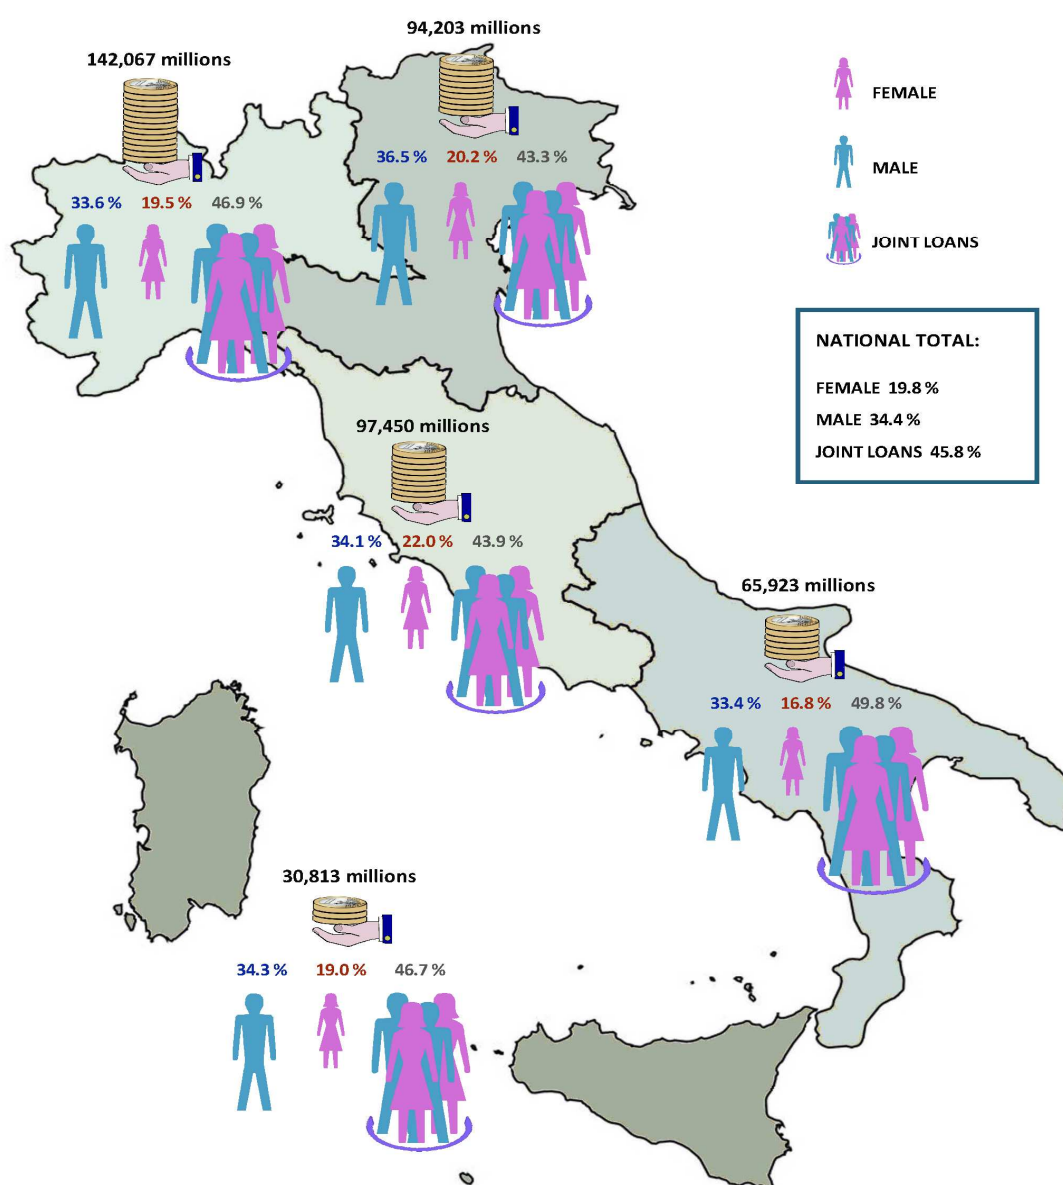 94,203 millions
142,067 millions
FEMALE
36.5 % 20.2 % 43.3 %
MALE
33.6 % 19.5 % 46.9 %
JOINT LOANS
NATIONAL TOTAL:
FEMALE 19.8 %
MALE 34.4 %
JOINT LOANS 45.8 %
97,450 millions
34.1 % 22.0 % 43.9 %
65,923 millions
33.4 % 16.8 % 49.8 %
30,813 millions
34.3 % 19.0 % 46.7 %